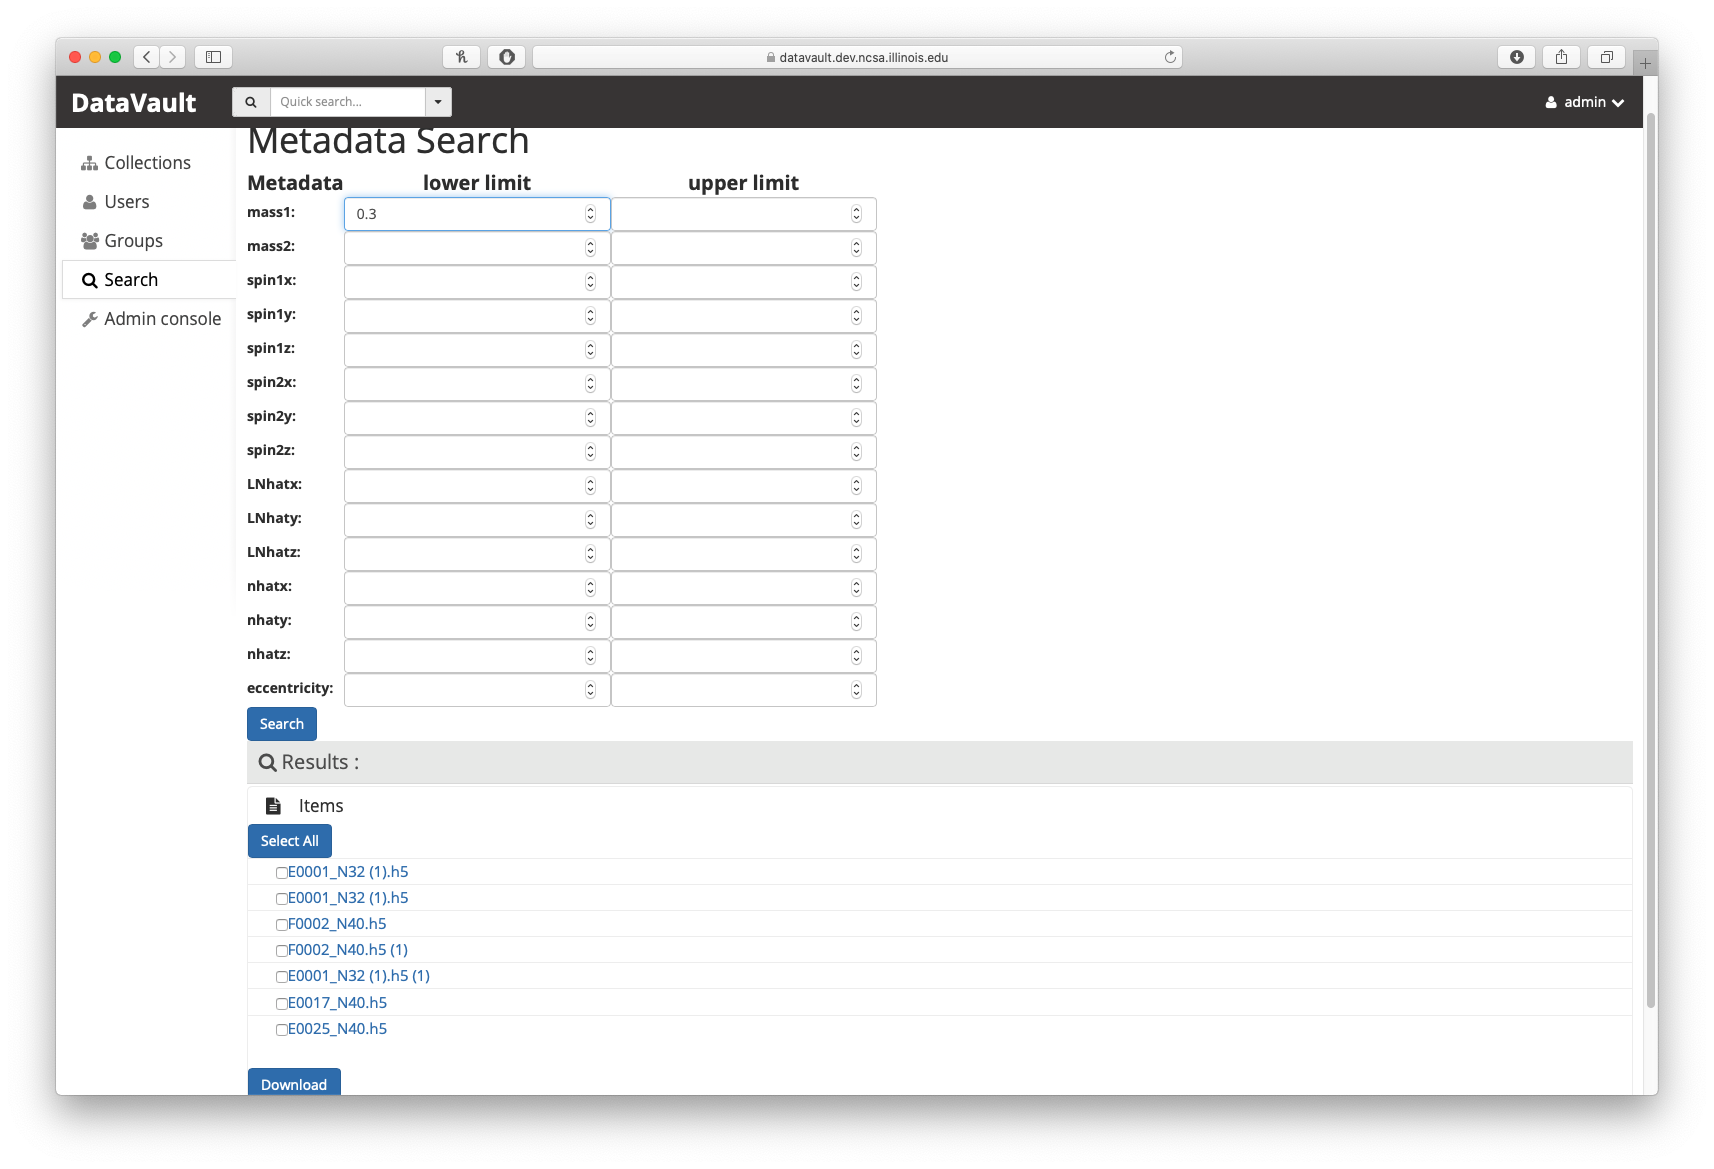 datavault.dev.ncsa.illinois.edu
DataVault
Quick search...
admin
Collections
Users
Groups
Search
Admin console
Metadada Search
Metadata lower limit upper limit
mass1: 0.3
mass2:
spin1x:
spin1y:
spin1z:
spin2x:
spin2y:
spin2z:
LNhatx:
LNhaty:
LNhatz:
nhatx:
nhaty:
nhatz:
eccentricity:
Search
Results :
Items
Select All
E0001_N32 (1).h5
E0001_N32 (1).h5
F0002_N40.h5
F0002_N40.h5 (1)
E0001_N32 (1).h5 (1)
E0017_N40.h5
E0025_N40.h5
Download